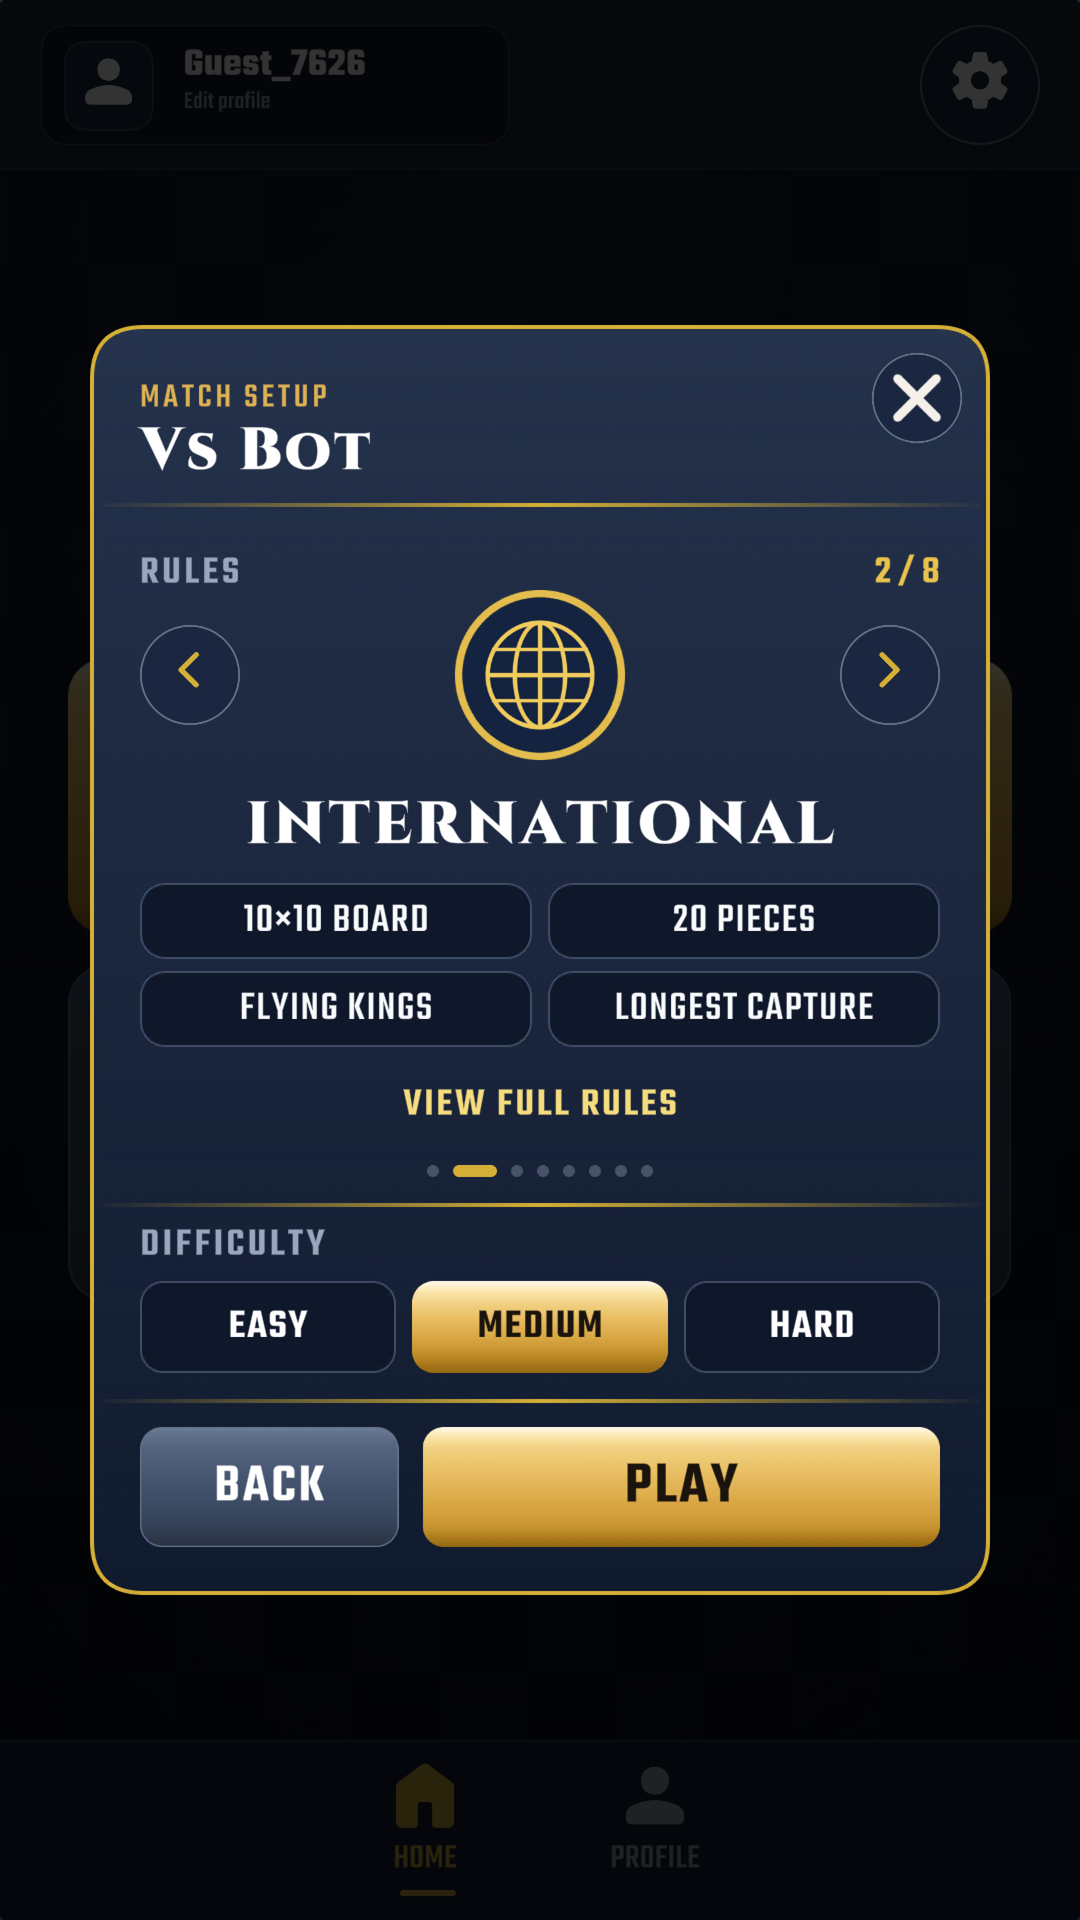 Guest_7626
Edit profile
MATCH SETUP
Vs Bot
RULES
2/8
INTERNATIONAL
10×10 BOARD
20 PIECES
FLYING KINGS
LONGEST CAPTURE
VIEW FULL RULES
DIFFICULTY
EASY
MEDIUM
HARD
BACK
PLAY
HOME
PROFILE